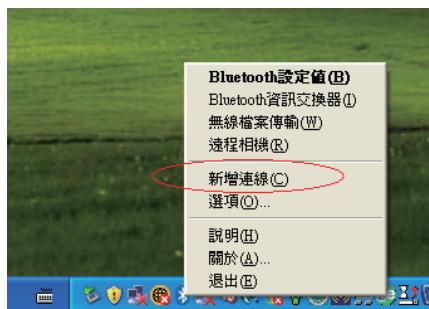 Bluetooth設定值(B)
Bluetooth資訊交換器(I)
無線檔案傳輸(W)
遠程相機(R)
新增連線(C)
選項(O)...
說明(H)
關於(A)...
退出(E)